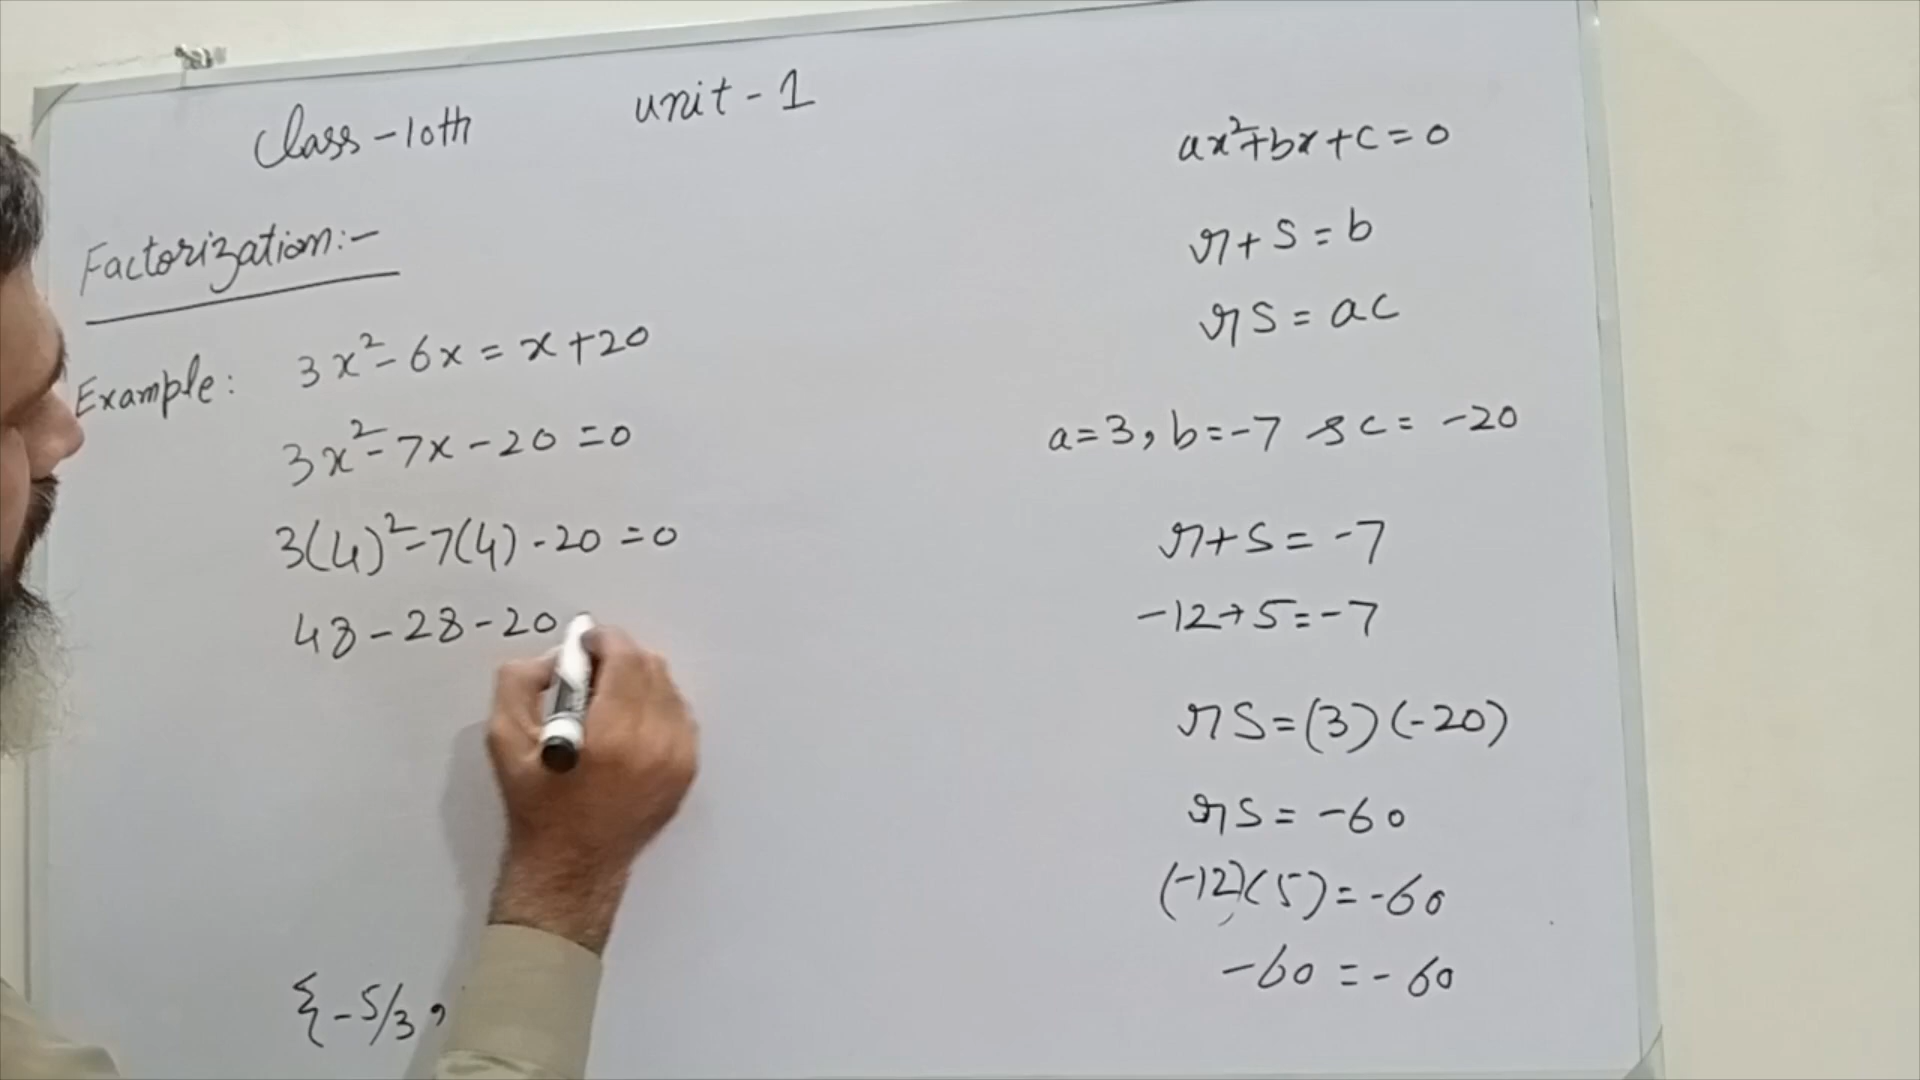 Class-10th unit-1
Factorization:-
Example: 3x²-6x=x+20
3x²-7x-20=0
3(4)²-7(4)-20=0
48-28-20
{-5/3,
ax²+bx+c=0
r+s=b
rs=ac
a=3, b=-7 & c=-20
r+s=-7
-12+5=-7
rs=(3)(-20)
rs=-60
(-12)(5)=-60
-60=-60